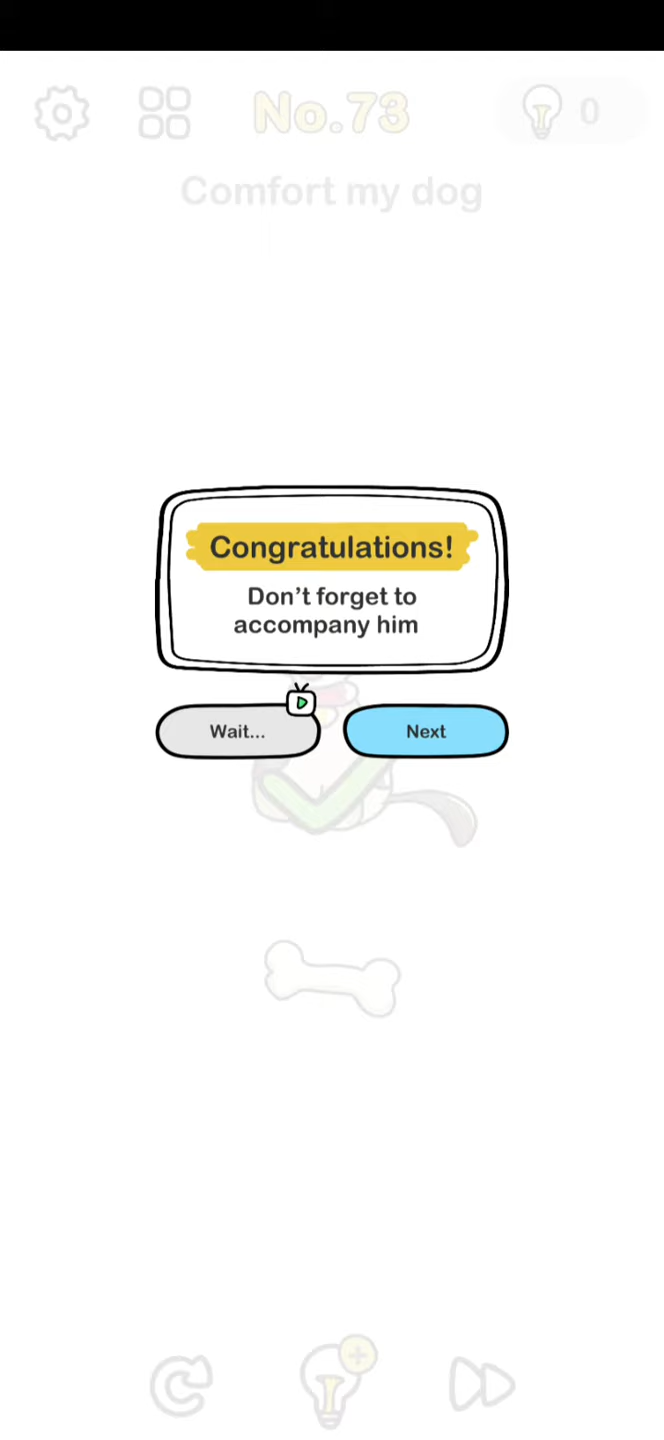 No.73
0
Comfort my dog
Congratulations!
Don't forget to
accompany him
Wait...
Next